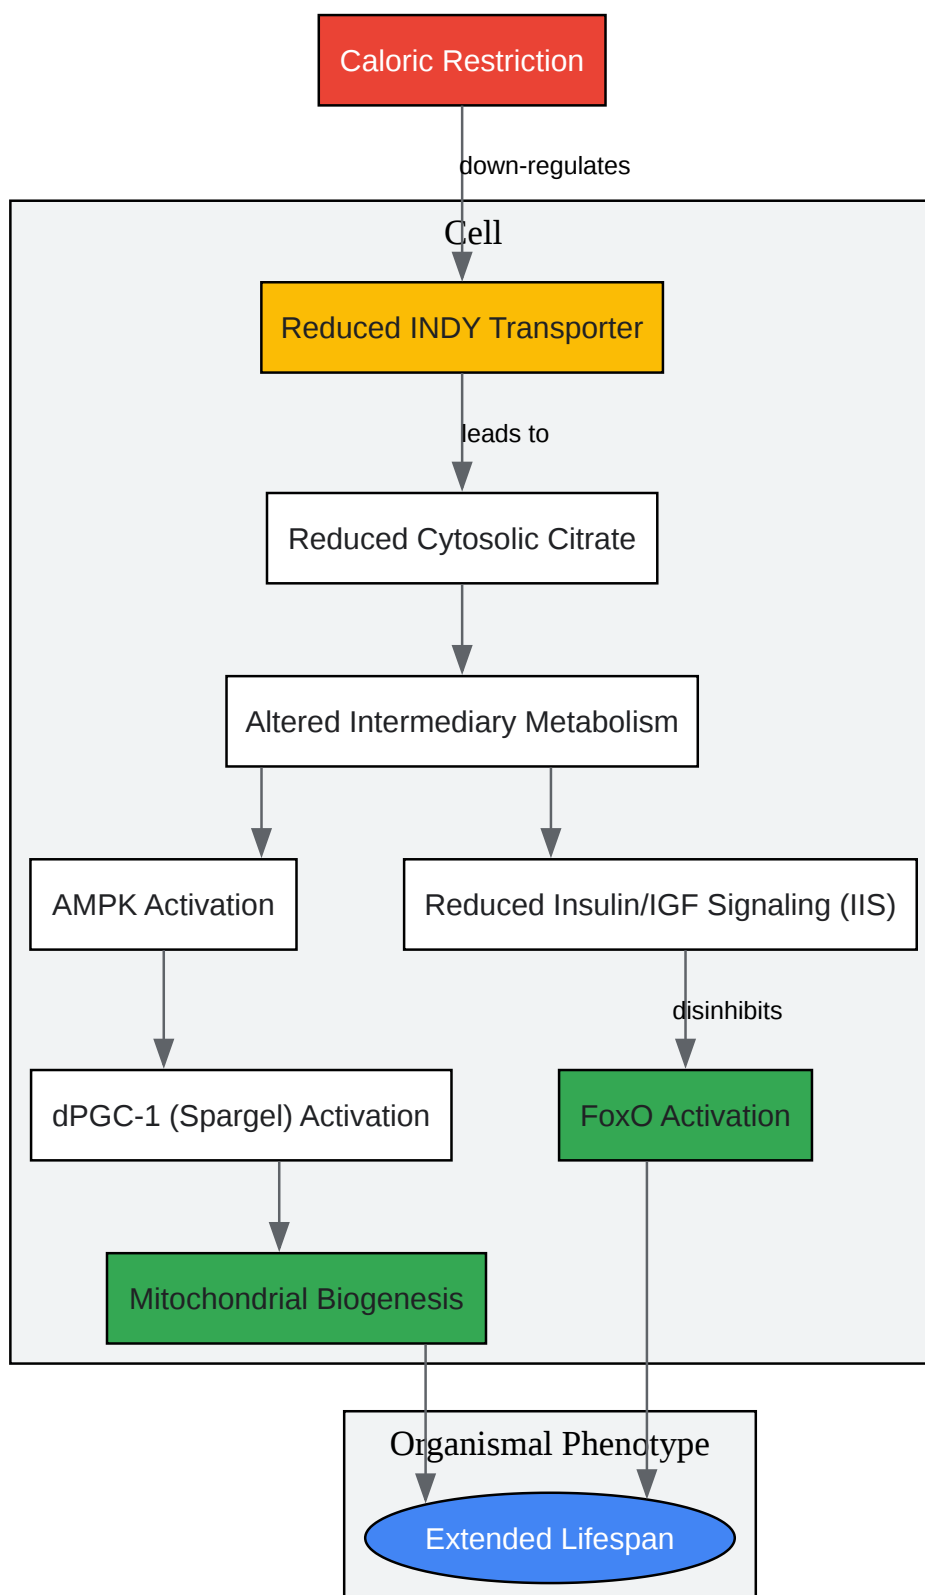 Caloric Restriction
down-regulates
Cell
Reduced INDY Transporter
leads to
Reduced Cytosolic Citrate
Altered Intermediary Metabolism
AMPK Activation
Reduced Insulin/IGF Signaling (IIS)
disinhibits
dPGC-1 (Spargel) Activation
FoxO Activation
Mitochondrial Biogenesis
Organismal Phenotype
Extended Lifespan